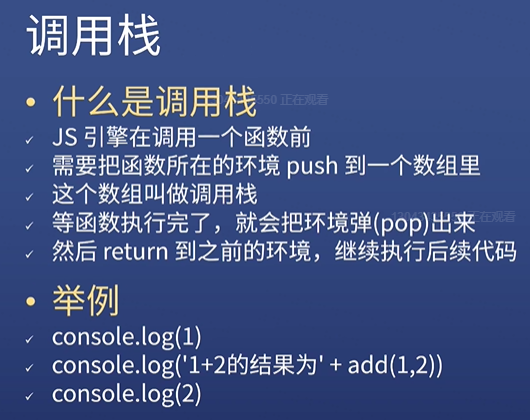 调用栈
什么是调用栈
JS 引擎在调用一个函数前
需要把函数所在的环境 push 到一个数组里
这个数组叫做调用栈
等函数执行完了，就会把环境弹(pop)出来
然后 return 到之前的环境，继续执行后续代码
举例
console.log(1)
console.log('1+2的结果为' + add(1,2))
console.log(2)